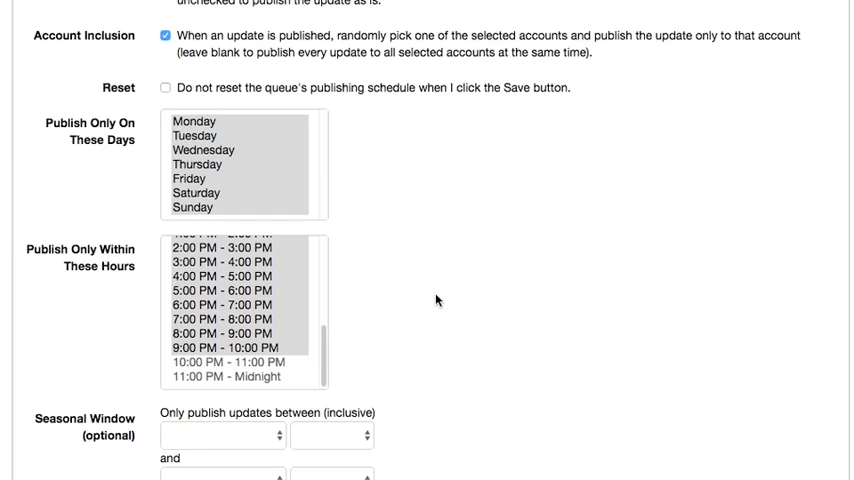 unchecked to publish the update as is.
Account Inclusion
When an update is published, randomly pick one of the selected accounts and publish the update only to that account
(leave blank to publish every update to all selected accounts at the same time).
Reset
Do not reset the queue's publishing schedule when I click the Save button.
Publish Only On
These Days
Monday
Tuesday
Wednesday
Thursday
Friday
Saturday
Sunday
Publish Only Within
These Hours
2:00 PM - 3:00 PM
3:00 PM - 4:00 PM
4:00 PM - 5:00 PM
5:00 PM - 6:00 PM
6:00 PM - 7:00 PM
7:00 PM - 8:00 PM
8:00 PM - 9:00 PM
9:00 PM - 10:00 PM
10:00 PM - 11:00 PM
11:00 PM - Midnight
Seasonal Window
(optional)
Only publish updates between (inclusive)
and